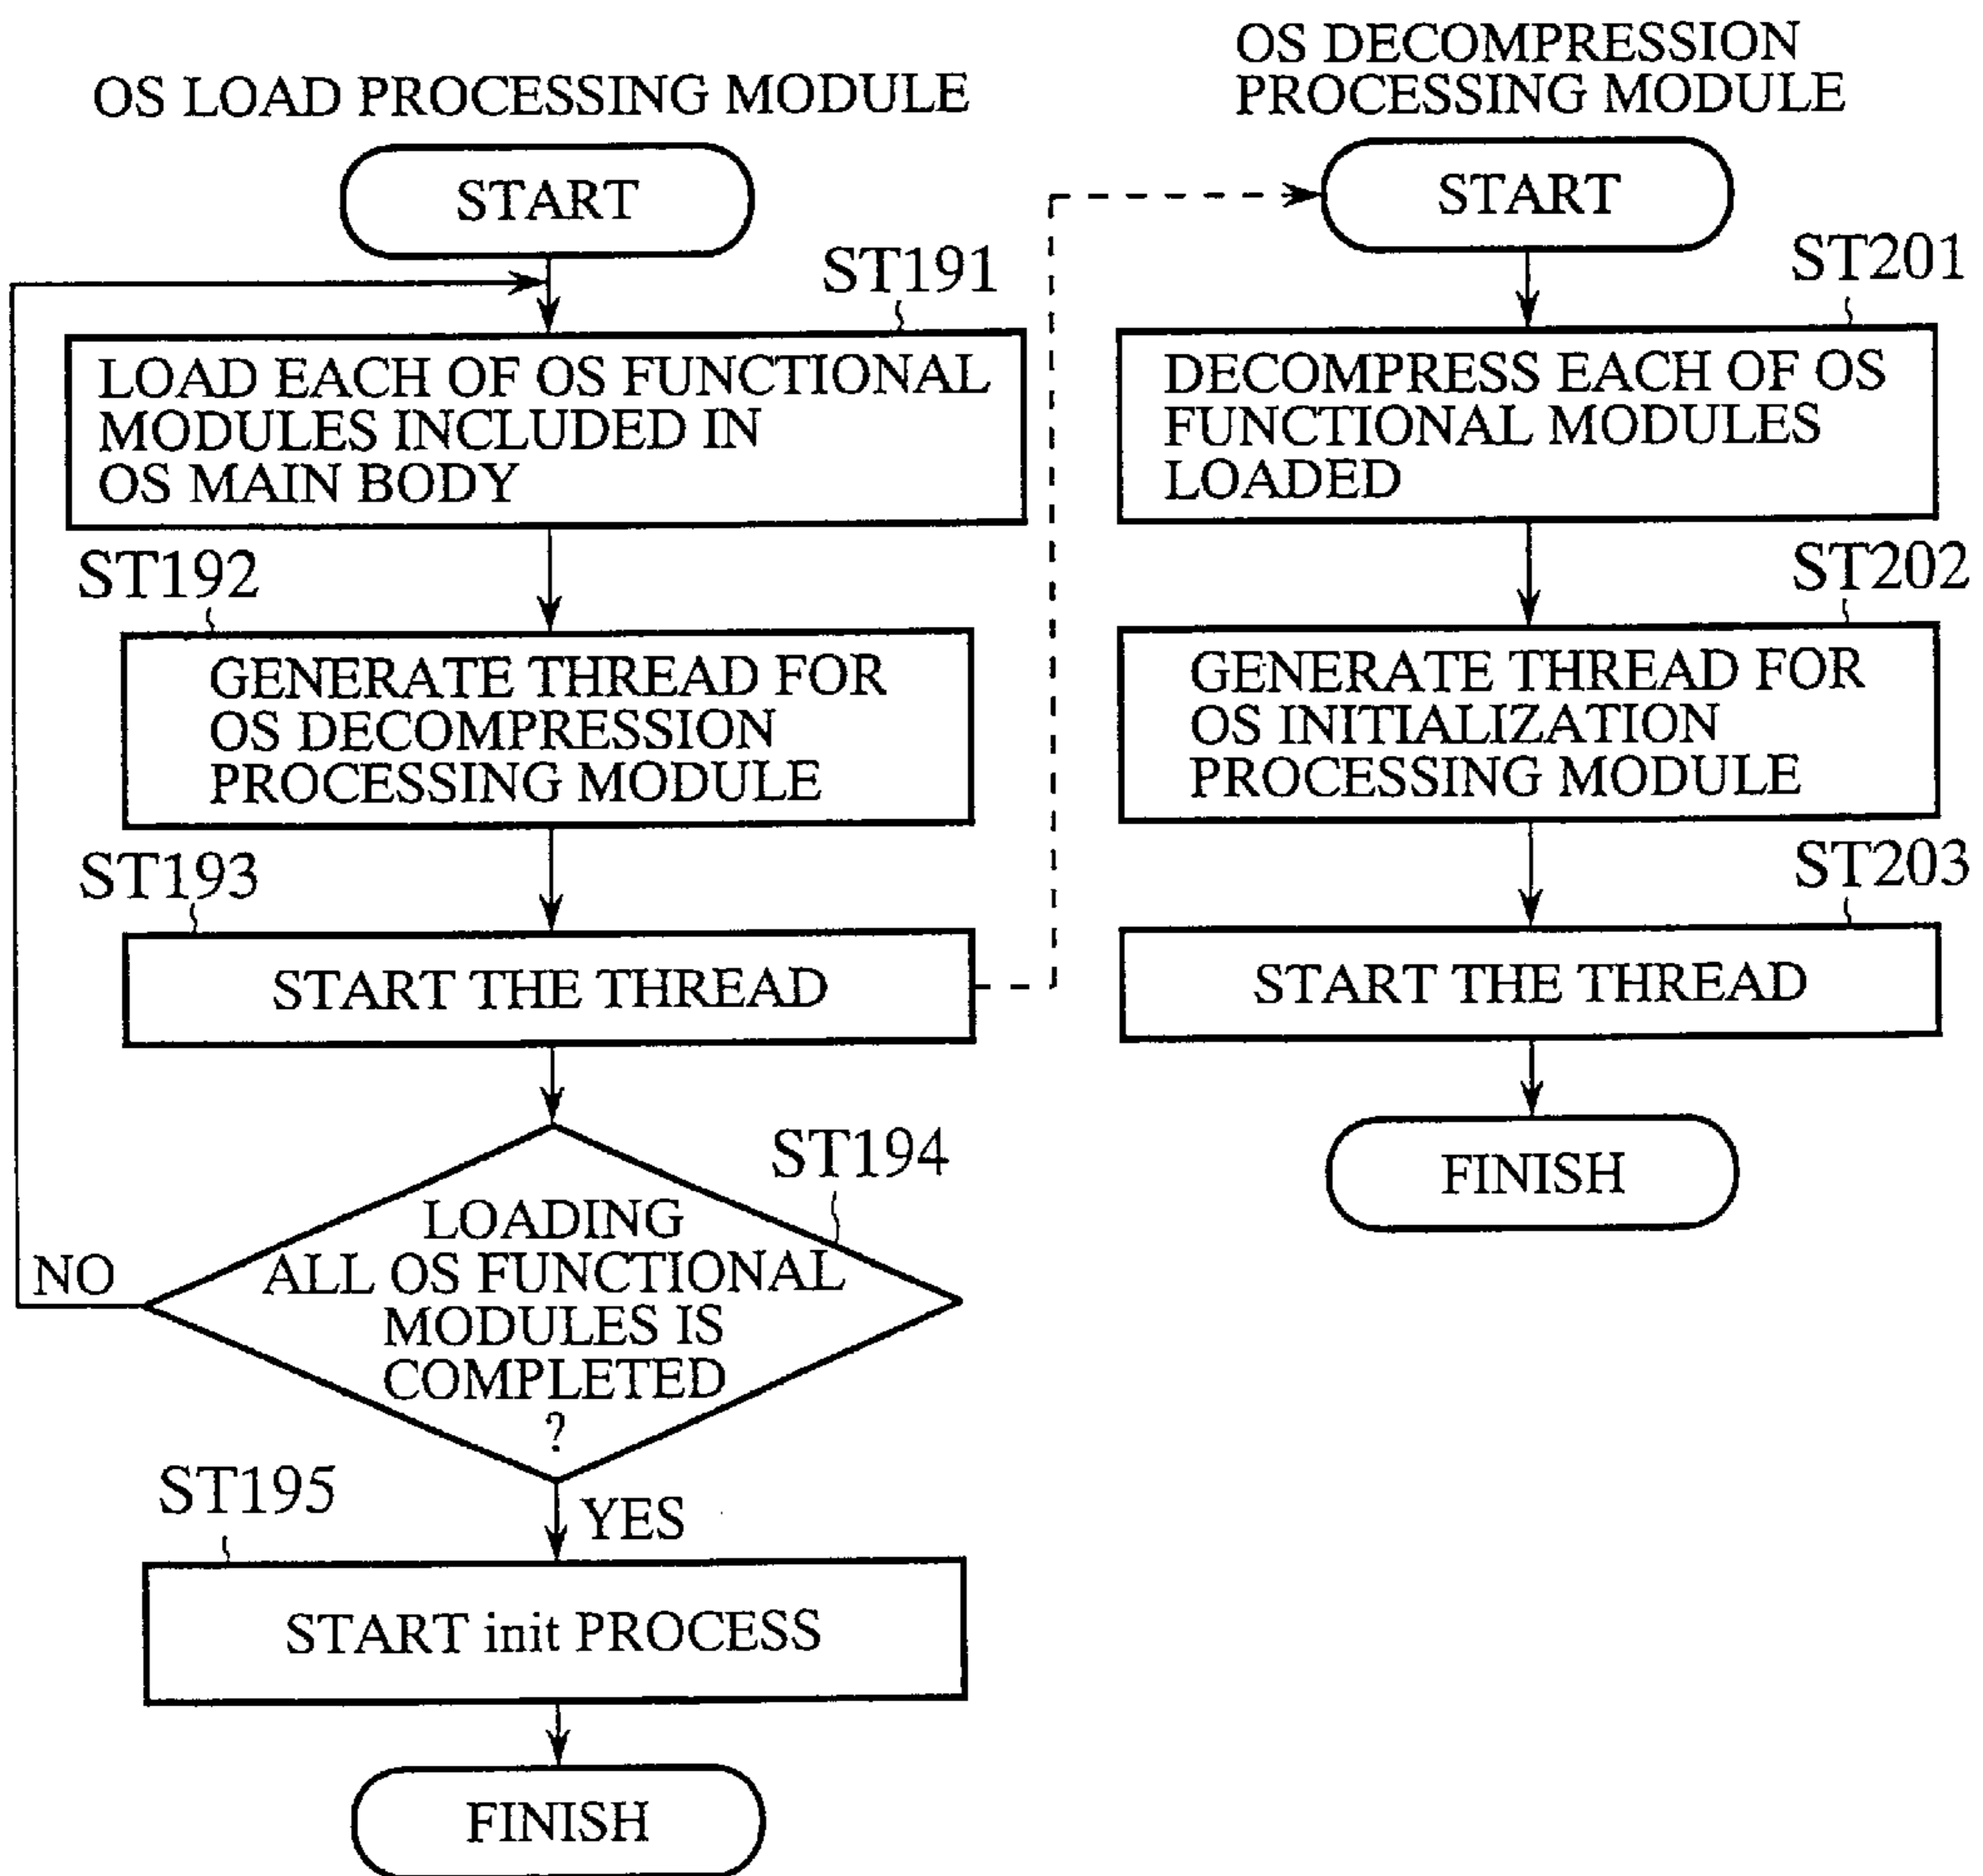 OS LOAD PROCESSING MODULE
START
ST191
LOAD EACH OF OS FUNCTIONAL
MODULES INCLUDED IN
OS MAIN BODY
ST192
GENERATE THREAD FOR
OS DECOMPRESSION
PROCESSING MODULE
ST193
START THE THREAD
ST194
LOADING
ALL OS FUNCTIONAL
MODULES IS
COMPLETED
?
NO
YES
ST195
START init PROCESS
FINISH
OS DECOMPRESSION
PROCESSING MODULE
START
ST201
DECOMPRESS EACH OF OS
FUNCTIONAL MODULES
LOADED
ST202
GENERATE THREAD FOR
OS INITIALIZATION
PROCESSING MODULE
ST203
START THE THREAD
FINISH